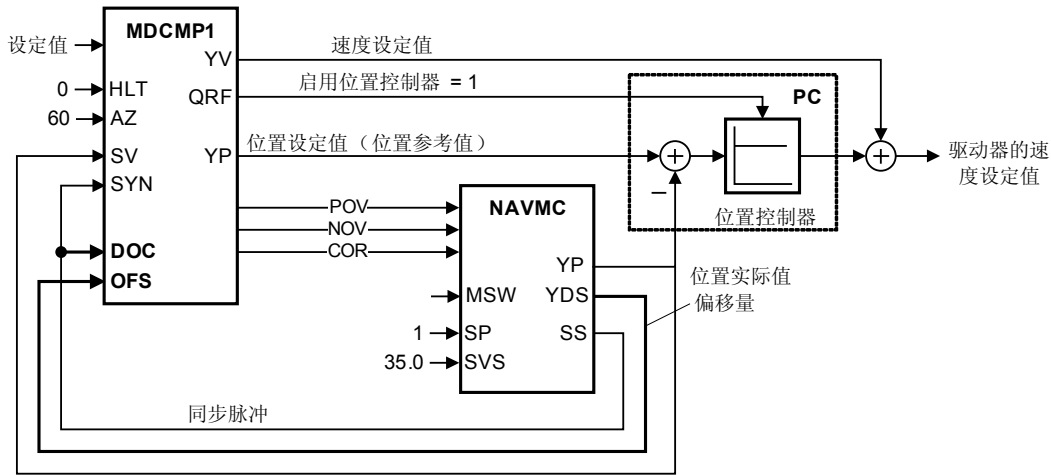 MDCMP1
设定值
YV
速度设定值
0
HLT
QRF
启用位置控制器 = 1
PC
60
AZ
SV
YP
位置设定值（位置参考值）
驱动器的速
度设定值
SYN
POV
NAVMC
位置控制器
NOV
DOC
COR
OFS
YP
位置实际值
MSW
YDS
偏移量
1
SP
SS
35.0
SVS
同步脉冲